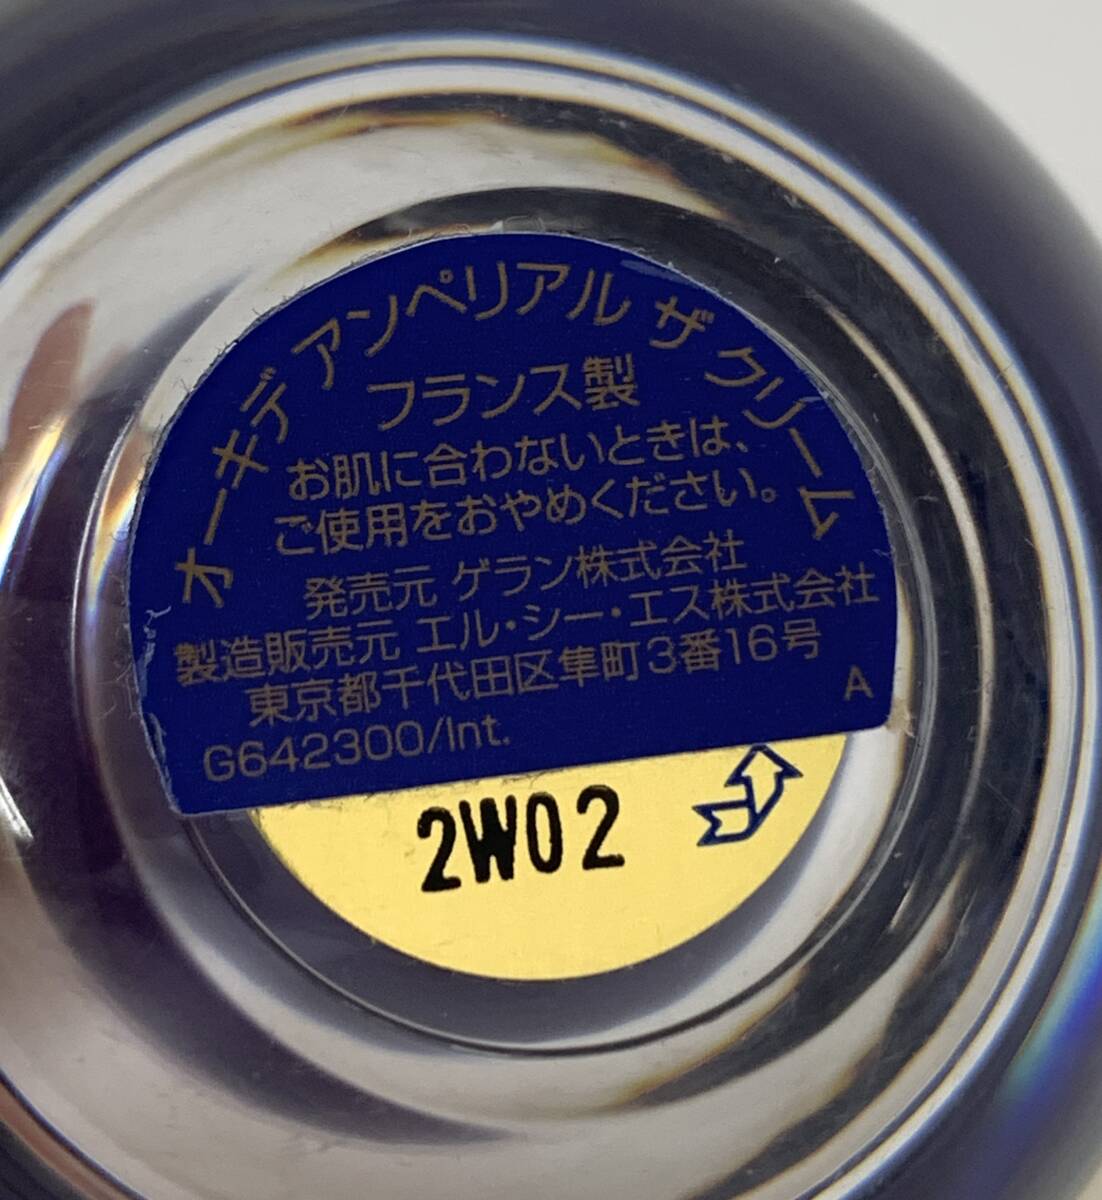 オーキデ アンペリアル ザ クリーム
フランス製
お肌に合わないときは、
ご使用をおやめください。
発売元 ゲラン株式会社
製造販売元 エル・シー・エス株式会社
東京都千代田区隼町3番16号
A
G642300/Int.
2W02